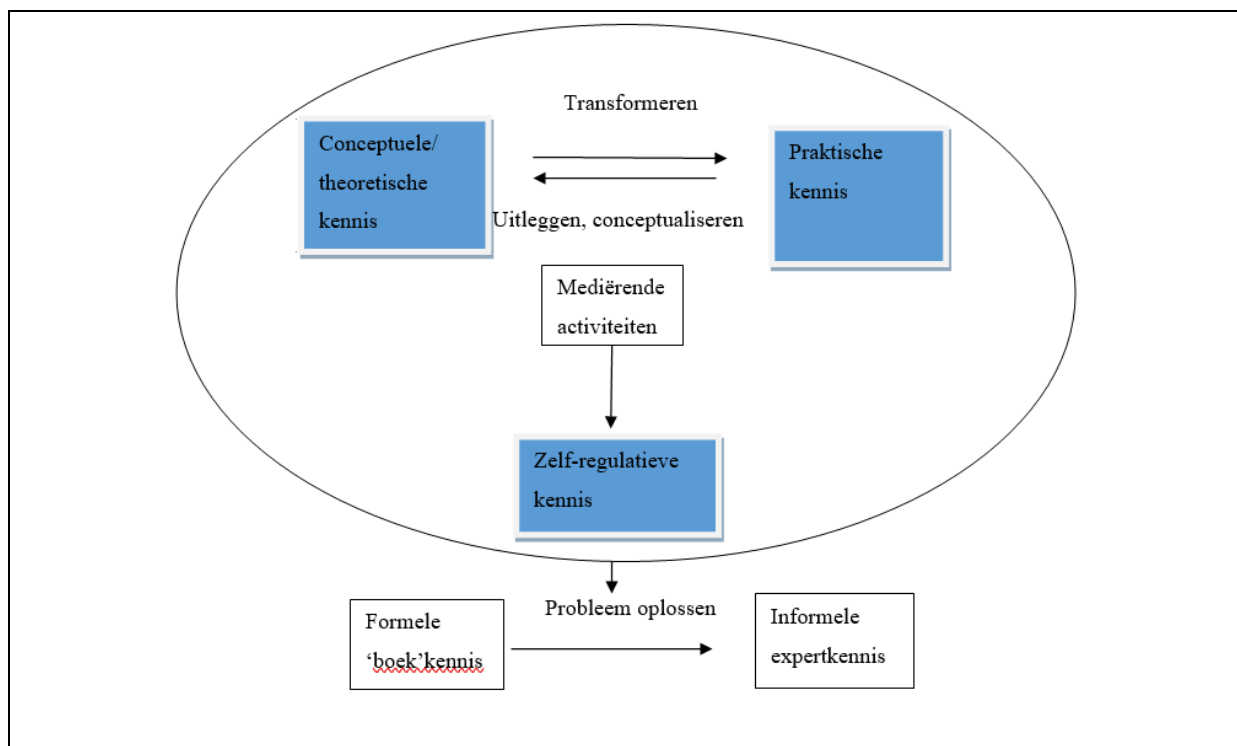 Transformeren
Conceptuele/
theoretische
kennis
Praktische
kennis
Uitleggen, conceptualiseren
Mediërende
activiteiten
Zelf-regulatieve
kennis
Probleem oplossen
Formele
‘boek’kennis
Informele
expertkennis